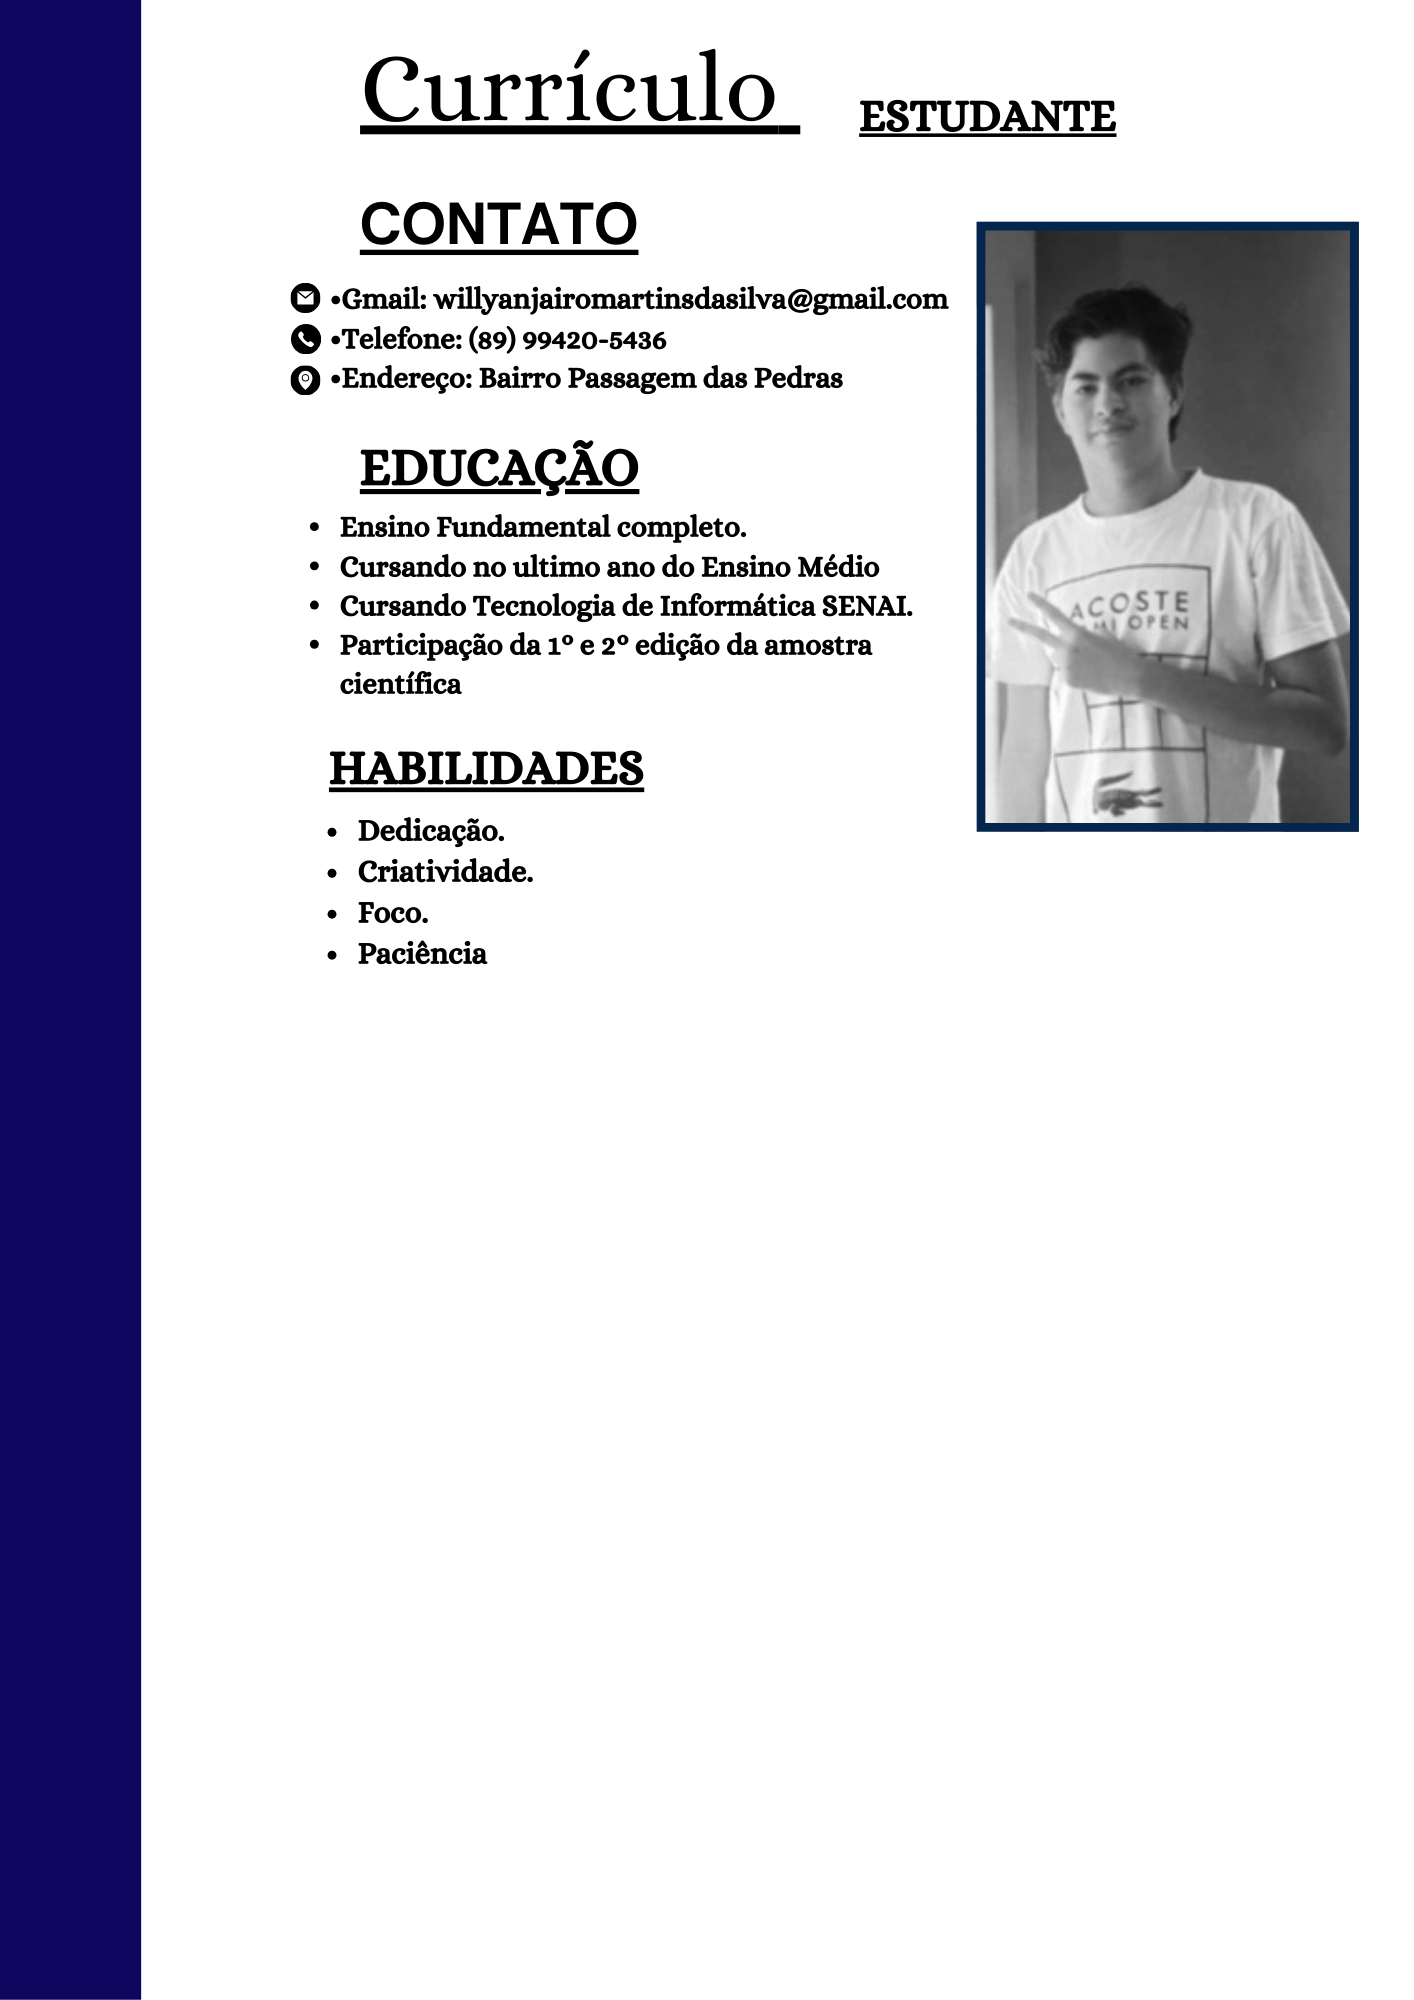 Currículo
ESTUDANTE
CONTATO
•Gmail: willyanjairomartinsdasilva@gmail.com
•Telefone: (89) 99420-5436
•Endereço: Bairro Passagem das Pedras
EDUCAÇÃO
• Ensino Fundamental completo.
• Cursando no ultimo ano do Ensino Médio
• Cursando Tecnologia de Informática SENAI.
• Participação da 1º e 2º edição da amostra
científica
ACOSTE
MI OPEN
HABILIDADES
• Dedicação.
• Criatividade.
• Foco.
• Paciência